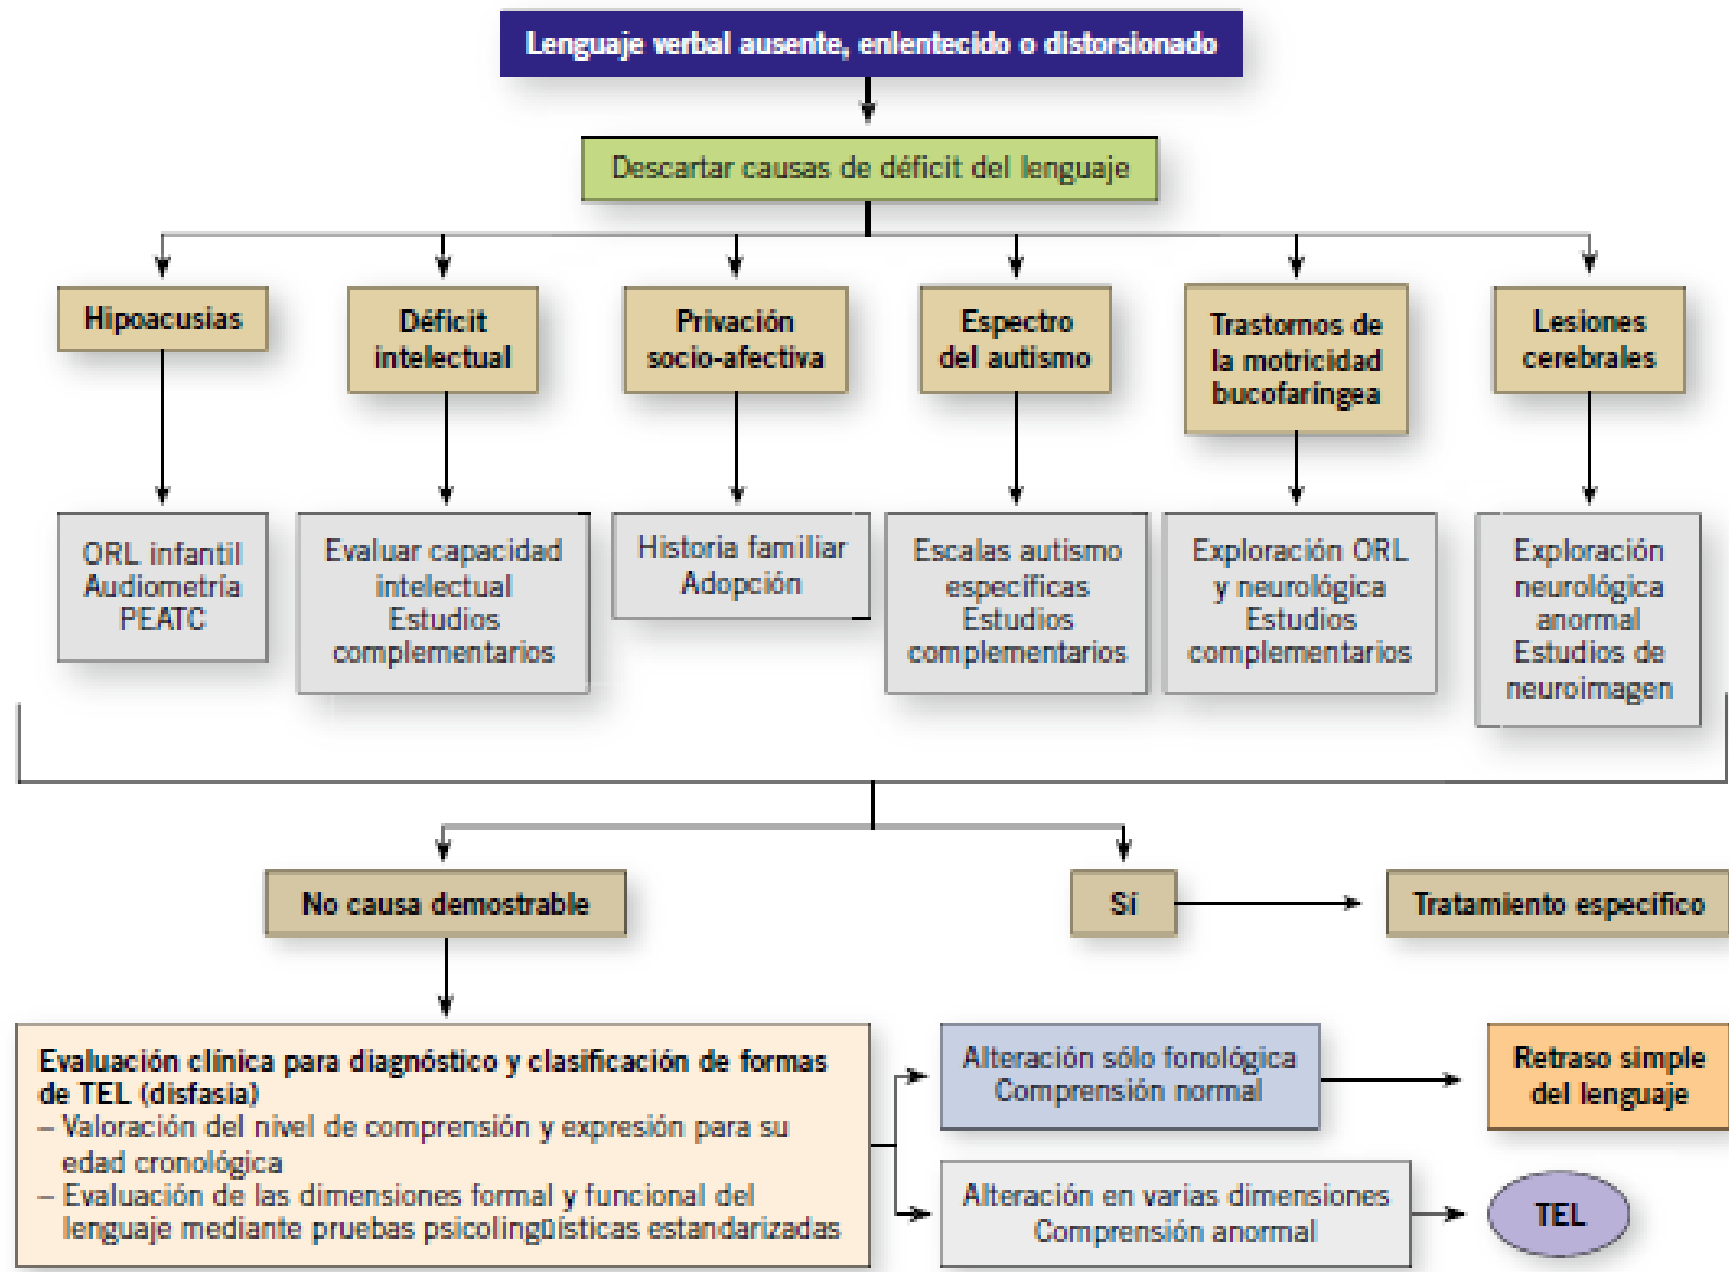 Lenguaje verbal ausente, enlentecido o distorsionado
Descartar causas de déficit del lenguaje
Hipoacusias
Déficit
intelectual
Privación
socio-afectiva
Espectro
del autismo
Trastornos de
la motricidad
bucofaríngea
Lesiones
cerebrales
ORL infantil
Audiometría
PEATC
Evaluar capacidad
intelectual
Estudios
complementarios
Historia familiar
Adopción
Escalas autismo
específicas
Estudios
complementarios
Exploración ORL
y neurológica
Estudios
complementarios
Exploración
neurológica
anormal
Estudios de
neuroimagen
No causa demostrable
Sí
Tratamiento específico
Evaluación clínica para diagnóstico y clasificación de formas
de TEL (disfasia)
– Valoración del nivel de comprensión y expresión para su
edad cronológica
– Evaluación de las dimensiones formal y funcional del
lenguaje mediante pruebas psicolingüísticas estandarizadas
Alteración sólo fonológica
Comprensión normal
Retraso simple
del lenguaje
Alteración en varias dimensiones
Comprensión anormal
TEL